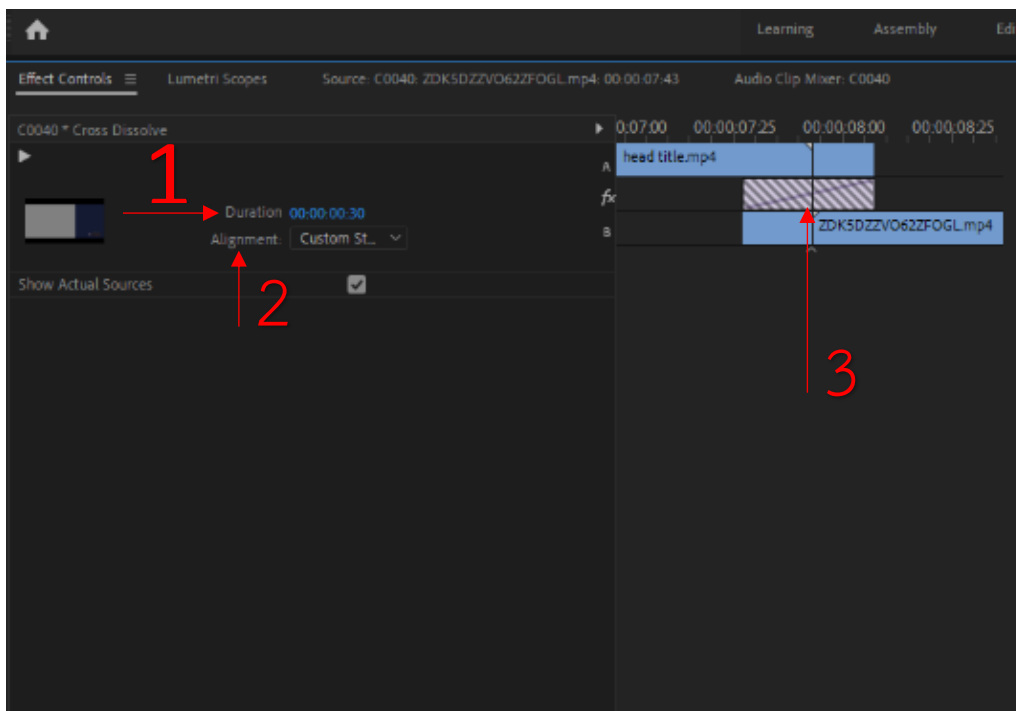 Learning Assembly Edi
Effect Controls Lumetri Scopes Source: C0040: ZDK5DZZVO62ZFOGL.mp4: 00:00:07:43 Audio Clip Mixer: C0040
C0040 * Cross Dissolve
0;07;00 00;00;07;25 00;00;08;00 00;00;08;25
A head title.mp4
1
fx
Duration 00:00:00:30
Alignment: Custom St...
B ZDK5DZZVO62ZFOGL.mp4
Show Actual Sources
2
3